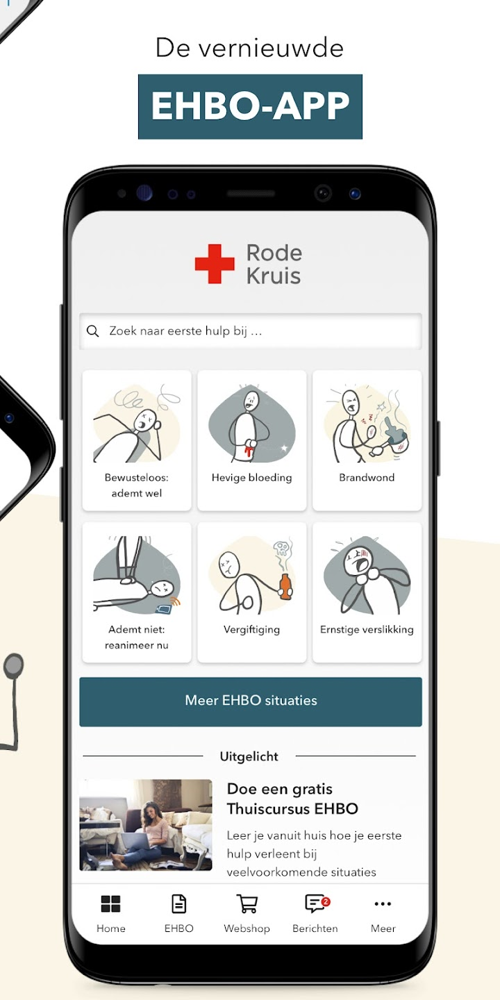 De vernieuwde
EHBO-APP
Rode
Kruis
Zoek naar eerste hulp bij ...
Bewusteloos:
ademt wel
Hevige bloeding
Brandwond
Ademt niet:
reanimeer nu
Vergiftiging
Ernstige verslikking
Meer EHBO situaties
Uitgelicht
Doe een gratis
Thuiscursus EHBO
Leer je vanuit huis hoe je eerste
hulp verleent bij
veelvoorkomende situaties
2
Home
EHBO
Webshop
Berichten
Meer